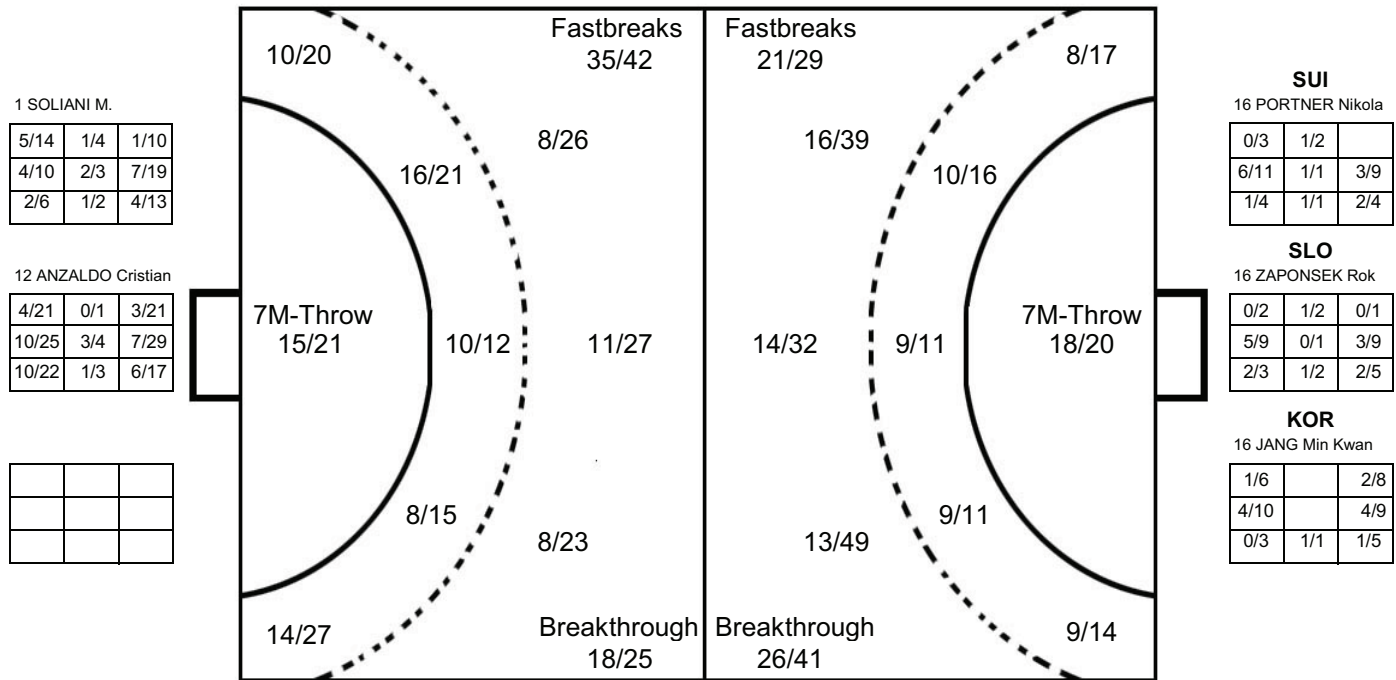 1 SOLIANI M.
5/14 1/4 1/10
4/10 2/3 7/19
2/6 1/2 4/13
12 ANZALDO Cristian
4/21 0/1 3/21
10/25 3/4 7/29
10/22 1/3 6/17
Fastbreaks
35/42
10/20
8/26
16/21
7M-Throw
15/21
10/12
11/27
8/15
8/23
14/27
Breakthrough
18/25
Fastbreaks
21/29
8/17
16/39
10/16
14/32
9/11
7M-Throw
18/20
9/11
13/49
9/14
Breakthrough
26/41
SUI
16 PORTNER Nikola
0/3 1/2
6/11 1/1 3/9
1/4 1/1 2/4
SLO
16 ZAPONSEK Rok
0/2 1/2 0/1
5/9 0/1 3/9
2/3 1/2 2/5
KOR
16 JANG Min Kwan
1/6 2/8
4/10 4/9
0/3 1/1 1/5